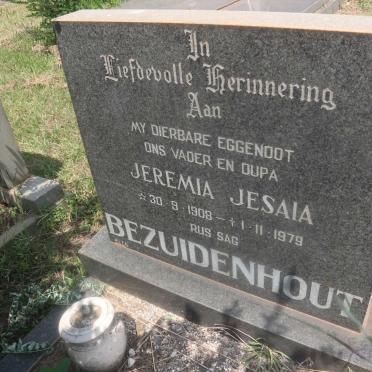 In
Liefdevolle Herinnering
Aan
MY DIERBARE EGGENOOT
ONS VADER EN OUPA
JEREMIA JESAIA
☆ 30·9·1908 - † 1·11·1979
RUS SAG
BEZUIDENHOUT